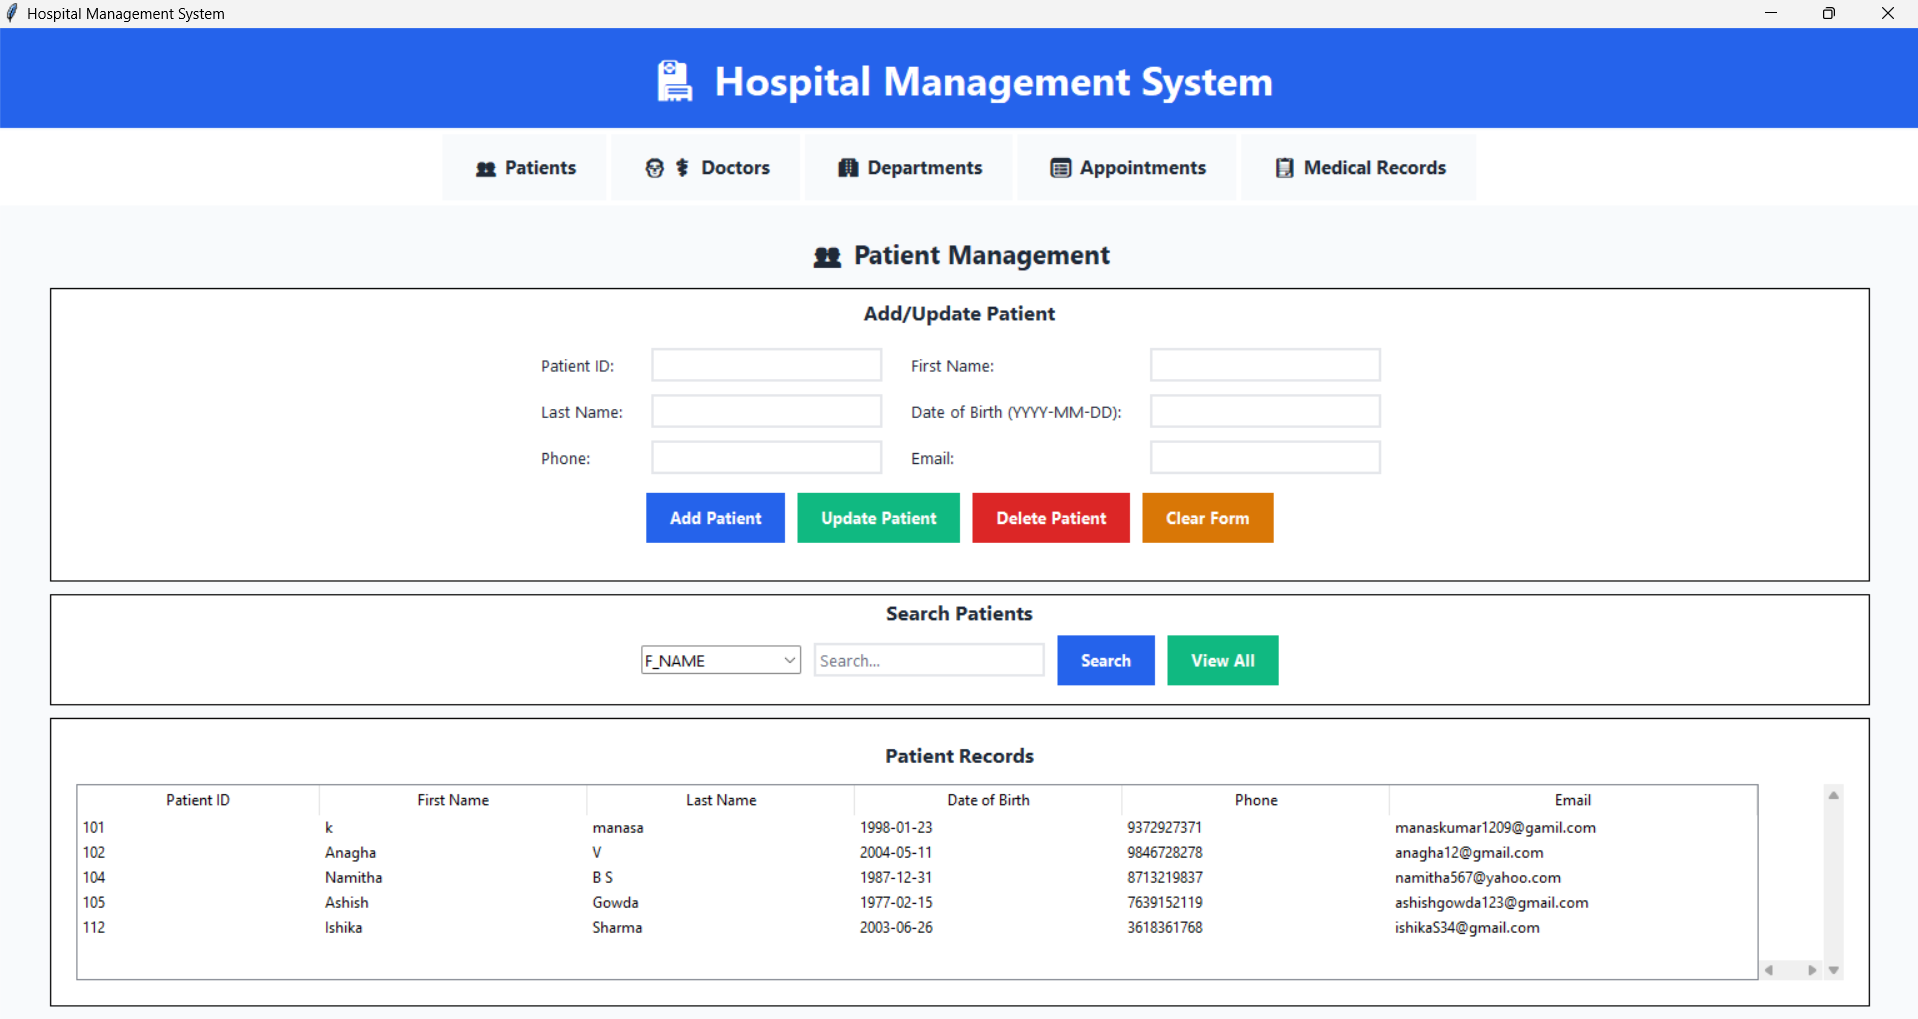 Hospital Management System
Hospital Management System
Patients Doctors Departments Appointments Medical Records
Patient Management
Add/Update Patient
Patient ID: First Name:
Last Name: Date of Birth (YYYY-MM-DD):
Phone: Email:
Add Patient Update Patient Delete Patient Clear Form
Search Patients
F_NAME Search... Search View All
Patient Records
Patient ID First Name Last Name Date of Birth Phone Email
101 k manasa 1998-01-23 9372927371 manaskumar1209@gamil.com
102 Anagha V 2004-05-11 9846728278 anagha12@gmail.com
104 Namitha B S 1987-12-31 8713219837 namitha567@yahoo.com
105 Ashish Gowda 1977-02-15 7639152119 ashishgowda123@gmail.com
112 Ishika Sharma 2003-06-26 3618361768 ishikaS34@gmail.com